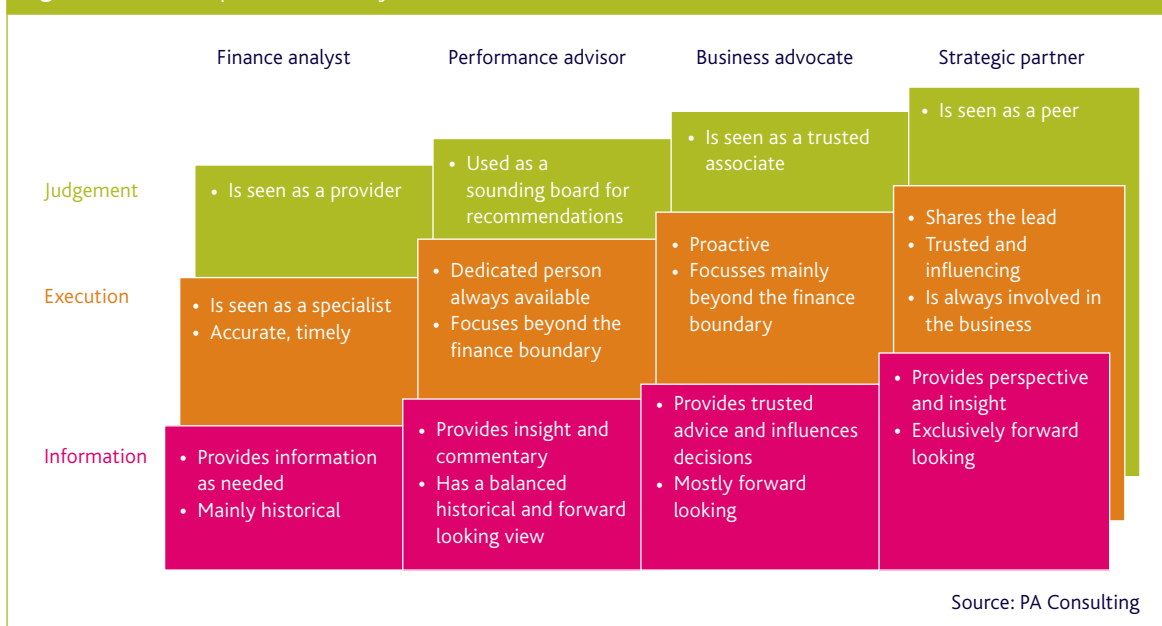 Finance analyst
Performance advisor
Business advocate
Strategic partner
Judgement
• Is seen as a provider
• Used as a
sounding board for
recommendations
• Is seen as a trusted
associate
• Is seen as a peer
Execution
• Is seen as a specialist
• Accurate, timely
• Dedicated person
always available
• Focuses beyond the
finance boundary
• Proactive
• Focusses mainly
beyond the finance
boundary
• Shares the lead
• Trusted and
influencing
• Is always involved in
the business
Information
• Provides information
as needed
• Mainly historical
• Provides insight and
commentary
• Has a balanced
historical and forward
looking view
• Provides trusted
advice and influences
decisions
• Mostly forward
looking
• Provides perspective
and insight
• Exclusively forward
looking
Source: PA Consulting